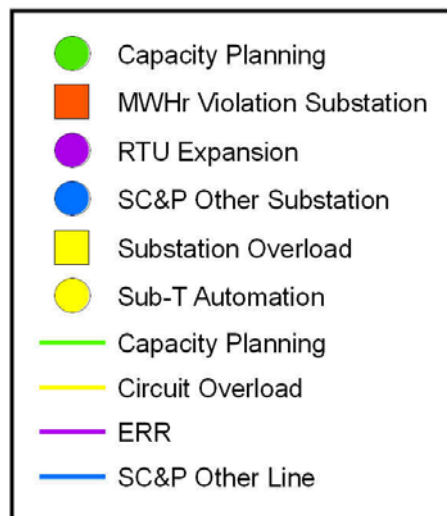 Capacity Planning
MWHr Violation Substation
RTU Expansion
SC&P Other Substation
Substation Overload
Sub-T Automation
Capacity Planning
Circuit Overload
ERR
SC&P Other Line